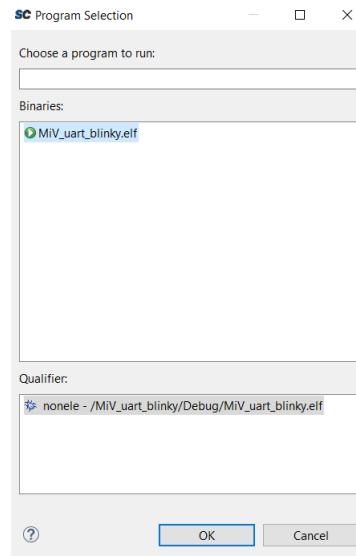 SC Program Selection
Choose a program to run:
Binaries:
MiV_uart_blinky.elf
Qualifier:
nonele - /MiV_uart_blinky/Debug/MiV_uart_blinky.elf
?
OK Cancel